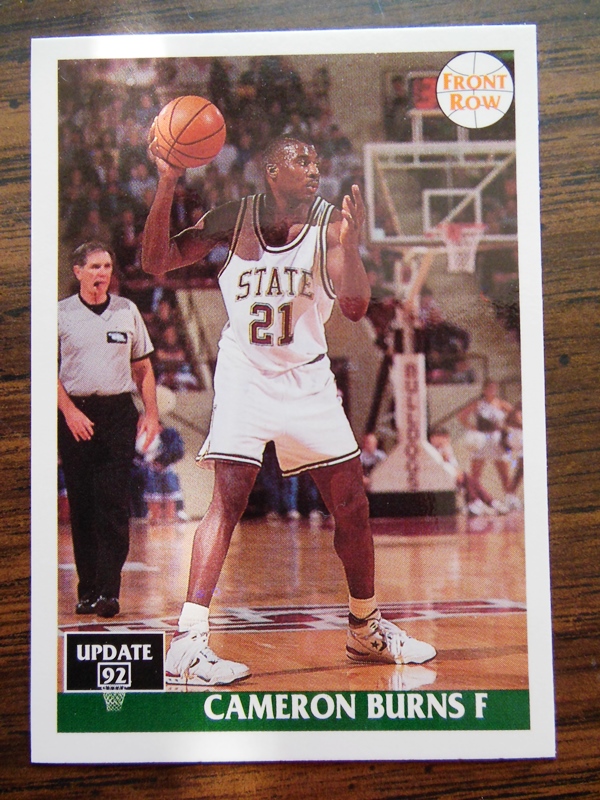 FRONT
ROW
STATE
21
BULLDOGS
UPDATE
92
CAMERON BURNS F